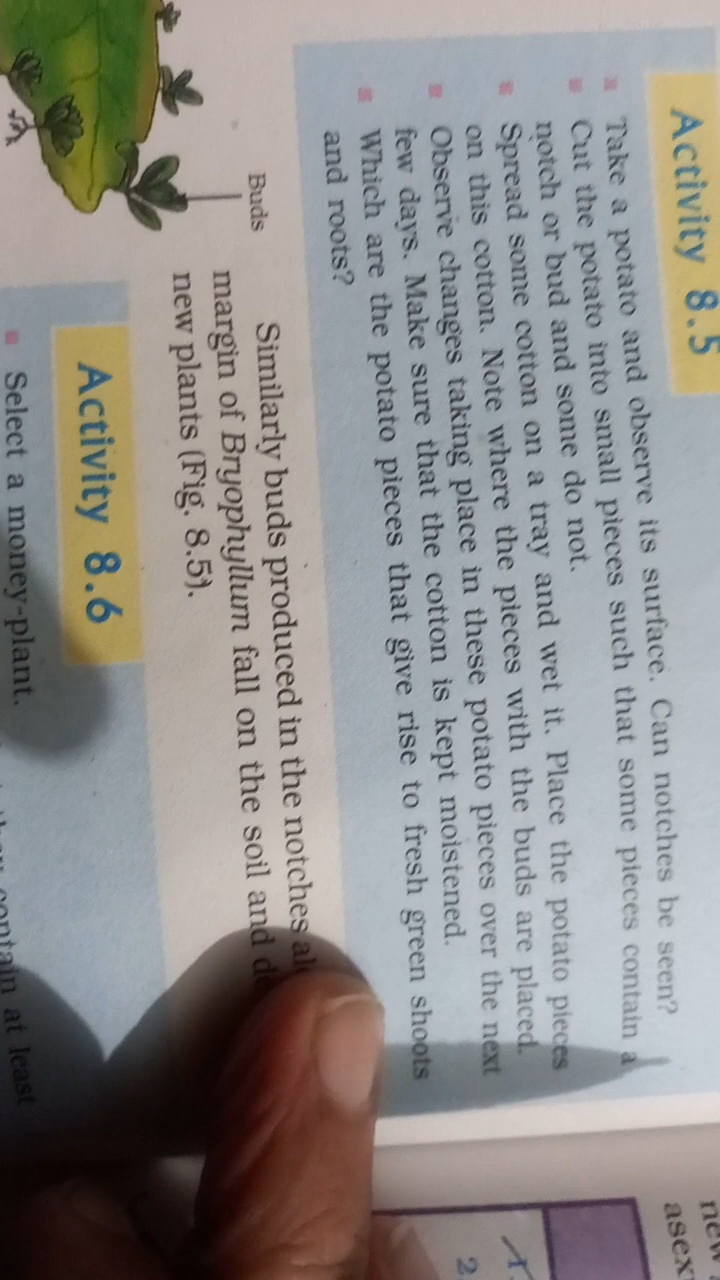 Activity 8.5
Take a potato and observe its surface. Can notches be seen?
Cut the potato into small pieces such that some pieces contain a
notch or bud and some do not.
Spread some cotton on a tray and wet it. Place the potato pieces
on this cotton. Note where the pieces with the buds are placed.
Observe changes taking place in these potato pieces over the next
few days. Make sure that the cotton is kept moistened.
Which are the potato pieces that give rise to fresh green shoots
and roots?
Buds
Similarly buds produced in the notches
margin of Bryophyllum fall on the soil and
new plants (Fig. 8.5).
Activity 8.6
Select a money-plant.
contain at least
new
2